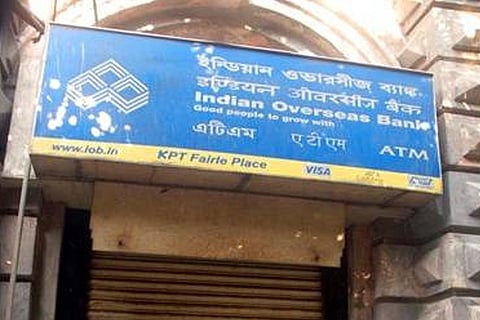 ইন্ডিয়ান ওভারসীজ ব্যাঙ্ক
इण्डियन ओवरसीज बैंक
Indian Overseas Bank
Good people to grow with
এটিএম ए टी एम ATM
www.iob.in KPT Fairle Place VISA